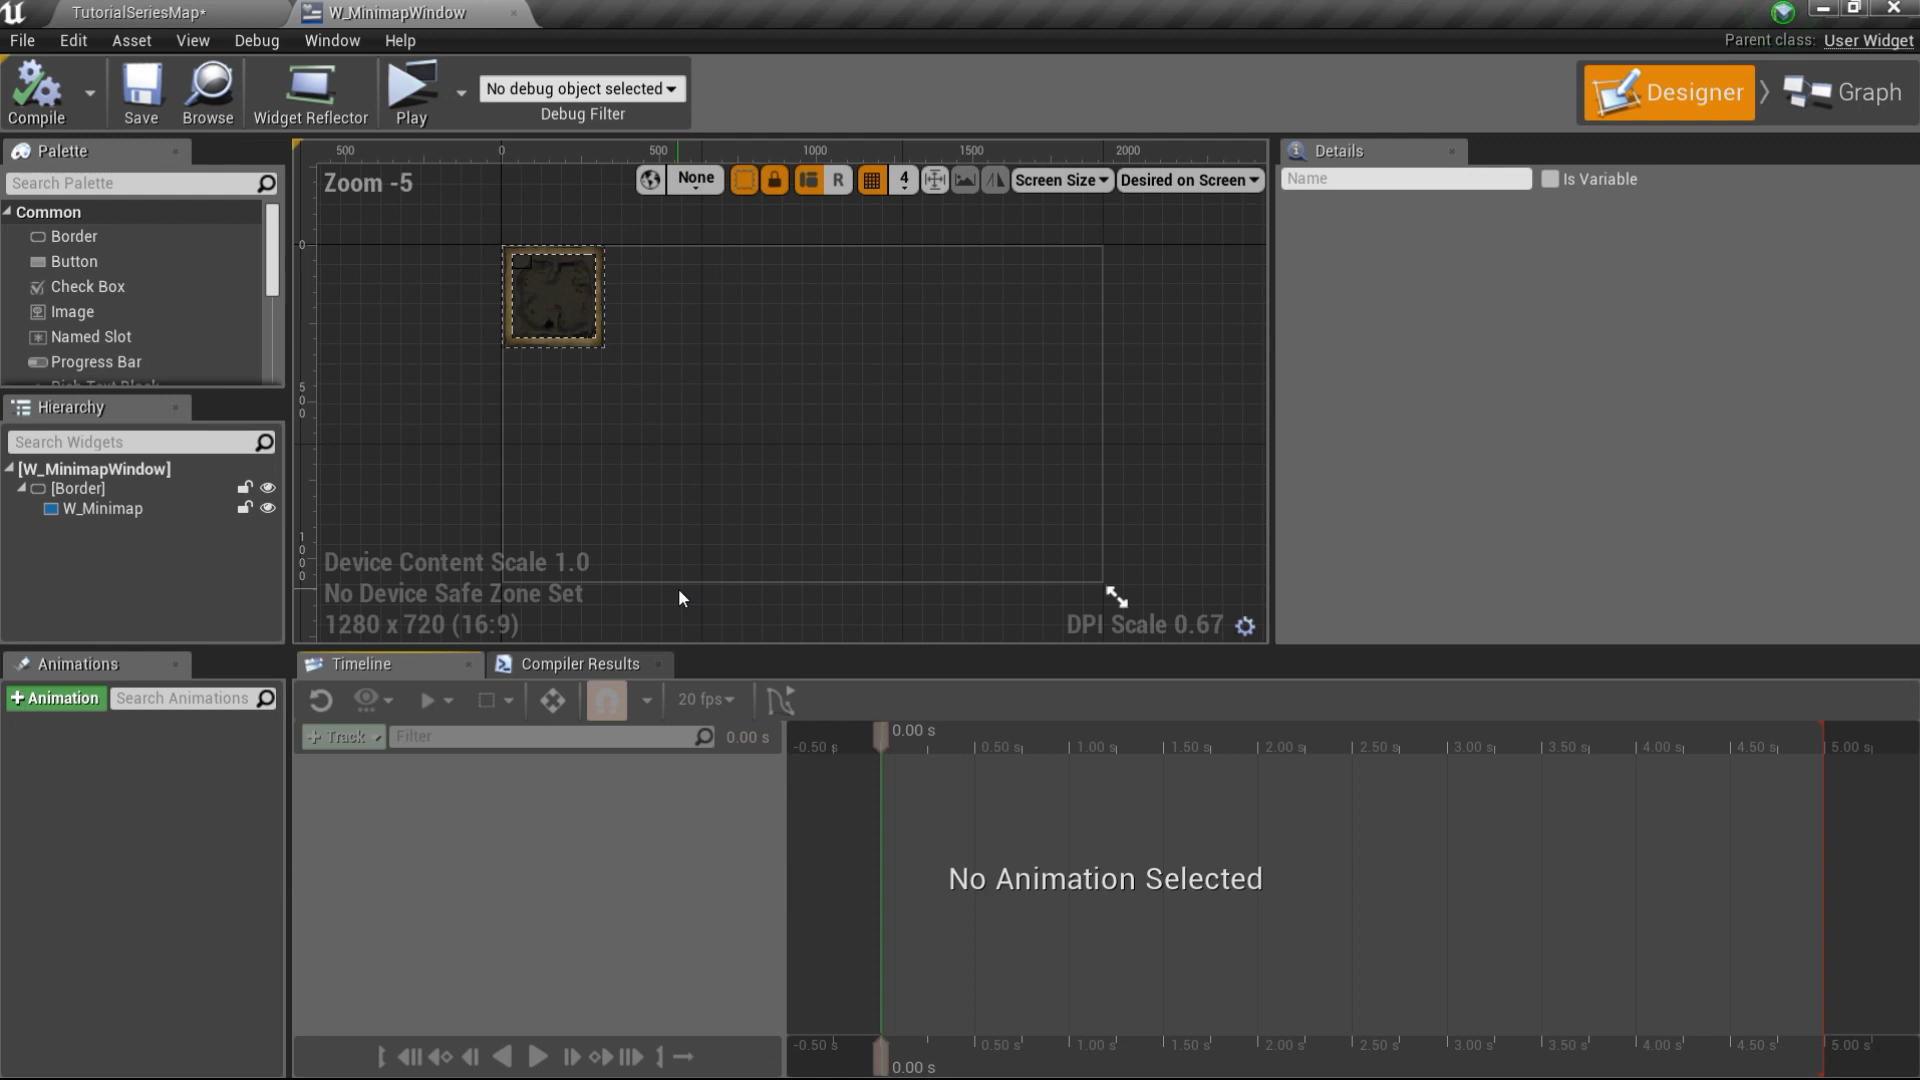 TutorialSeriesMap*
W_MinimapWindow
File Edit Asset View Debug Window Help
Parent class: User Widget
Compile
Save
Browse
Widget Reflector
Play
No debug object selected
Debug Filter
Designer
Graph
Palette
Search Palette
Common
Border
Button
Check Box
Image
Named Slot
Progress Bar
Rich Text Block
Hierarchy
Search Widgets
[W_MinimapWindow]
[Border]
W_Minimap
500 0 500 1000 1500 2000
Zoom -5
None
R
4
Screen Size
Desired on Screen
0
500
1000
Device Content Scale 1.0
No Device Safe Zone Set
1280 x 720 (16:9)
DPI Scale 0.67
Details
Name
Is Variable
Animations
+ Animation
Search Animations
Timeline
Compiler Results
20 fps
+ Track
Filter
0.00 s
0.00 s
-0.50 s 0.50 s 1.00 s 1.50 s 2.00 s 2.50 s 3.00 s 3.50 s 4.00 s 4.50 s 5.00 s
No Animation Selected
-0.50 s 0.50 s 1.00 s 1.50 s 2.00 s 2.50 s 3.00 s 3.50 s 4.00 s 4.50 s 5.00 s
0.00 s